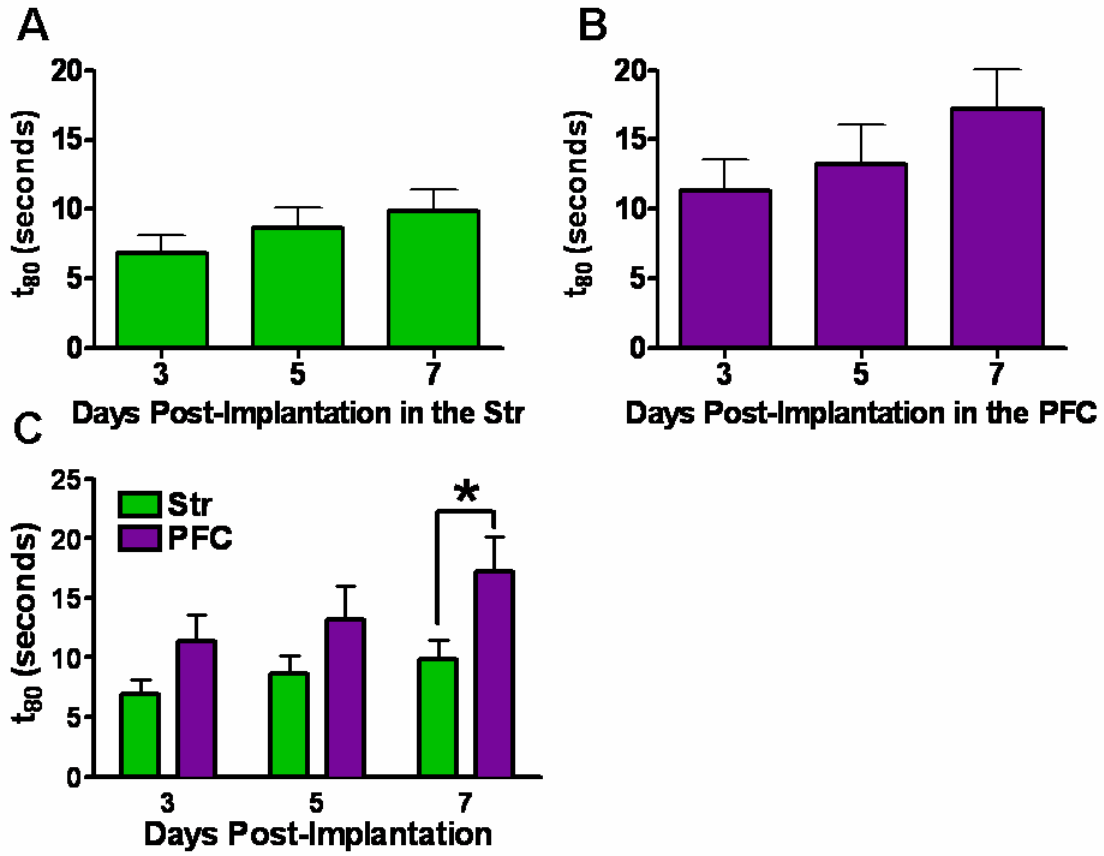 A
t80 (seconds)
20
15
10
5
0
3 5 7
Days Post-Implantation in the Str
B
t80 (seconds)
20
15
10
5
0
3 5 7
Days Post-Implantation in the PFC
C
t80 (seconds)
25
20
15
10
5
0
Str
PFC
*
3 5 7
Days Post-Implantation